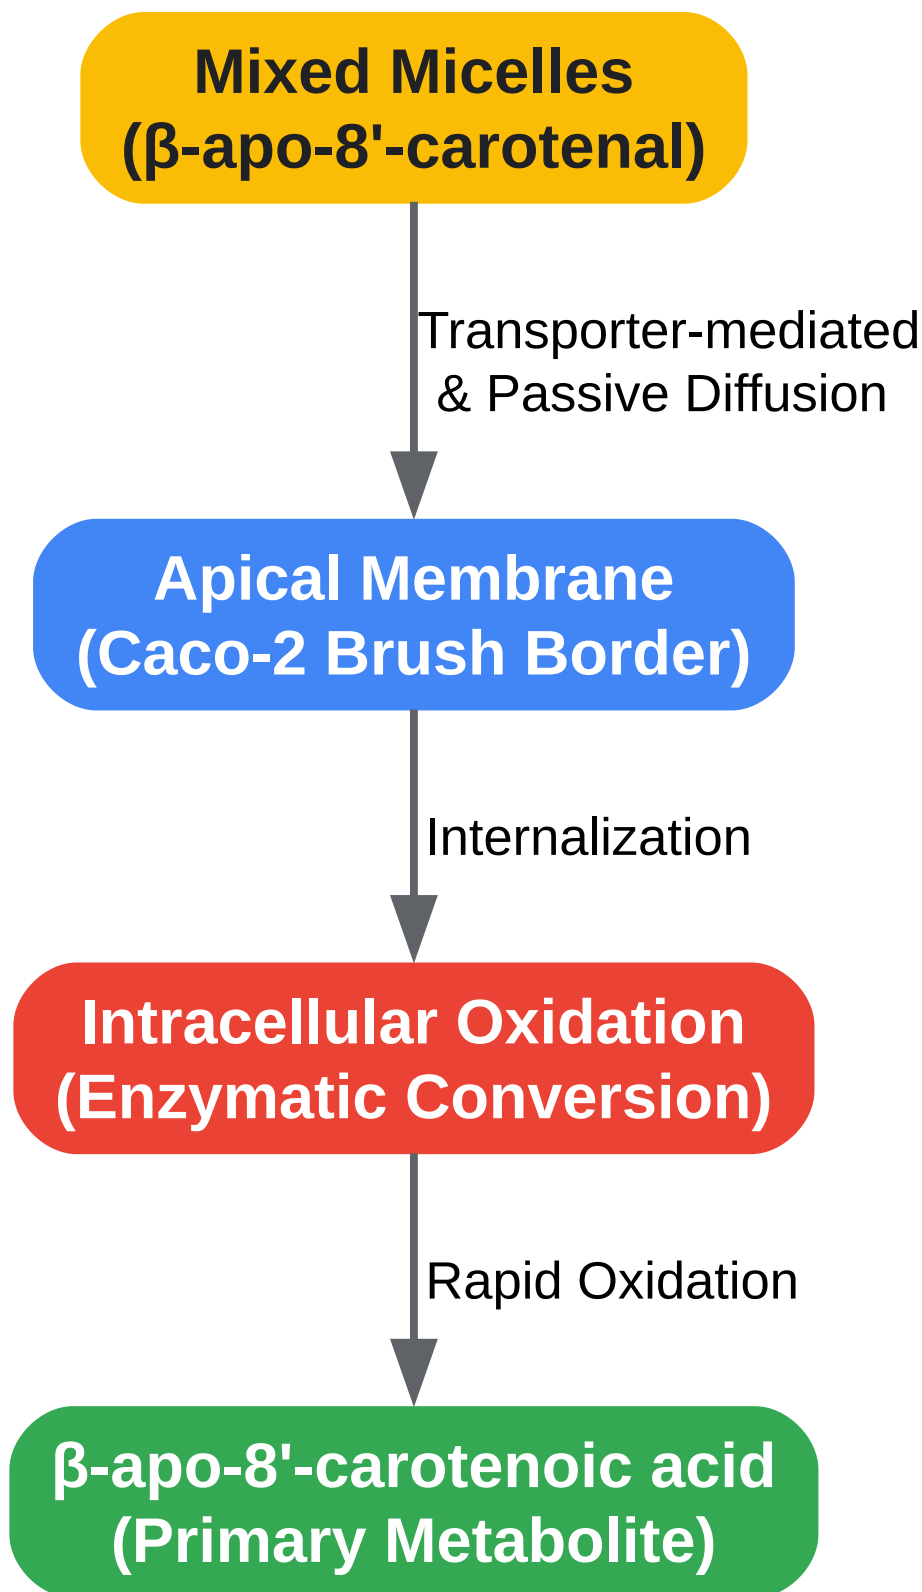 Mixed Micelles
(β-apo-8'-carotenal)
Transporter-mediated
& Passive Diffusion
Apical Membrane
(Caco-2 Brush Border)
Internalization
Intracellular Oxidation
(Enzymatic Conversion)
Rapid Oxidation
β-apo-8'-carotenoic acid
(Primary Metabolite)